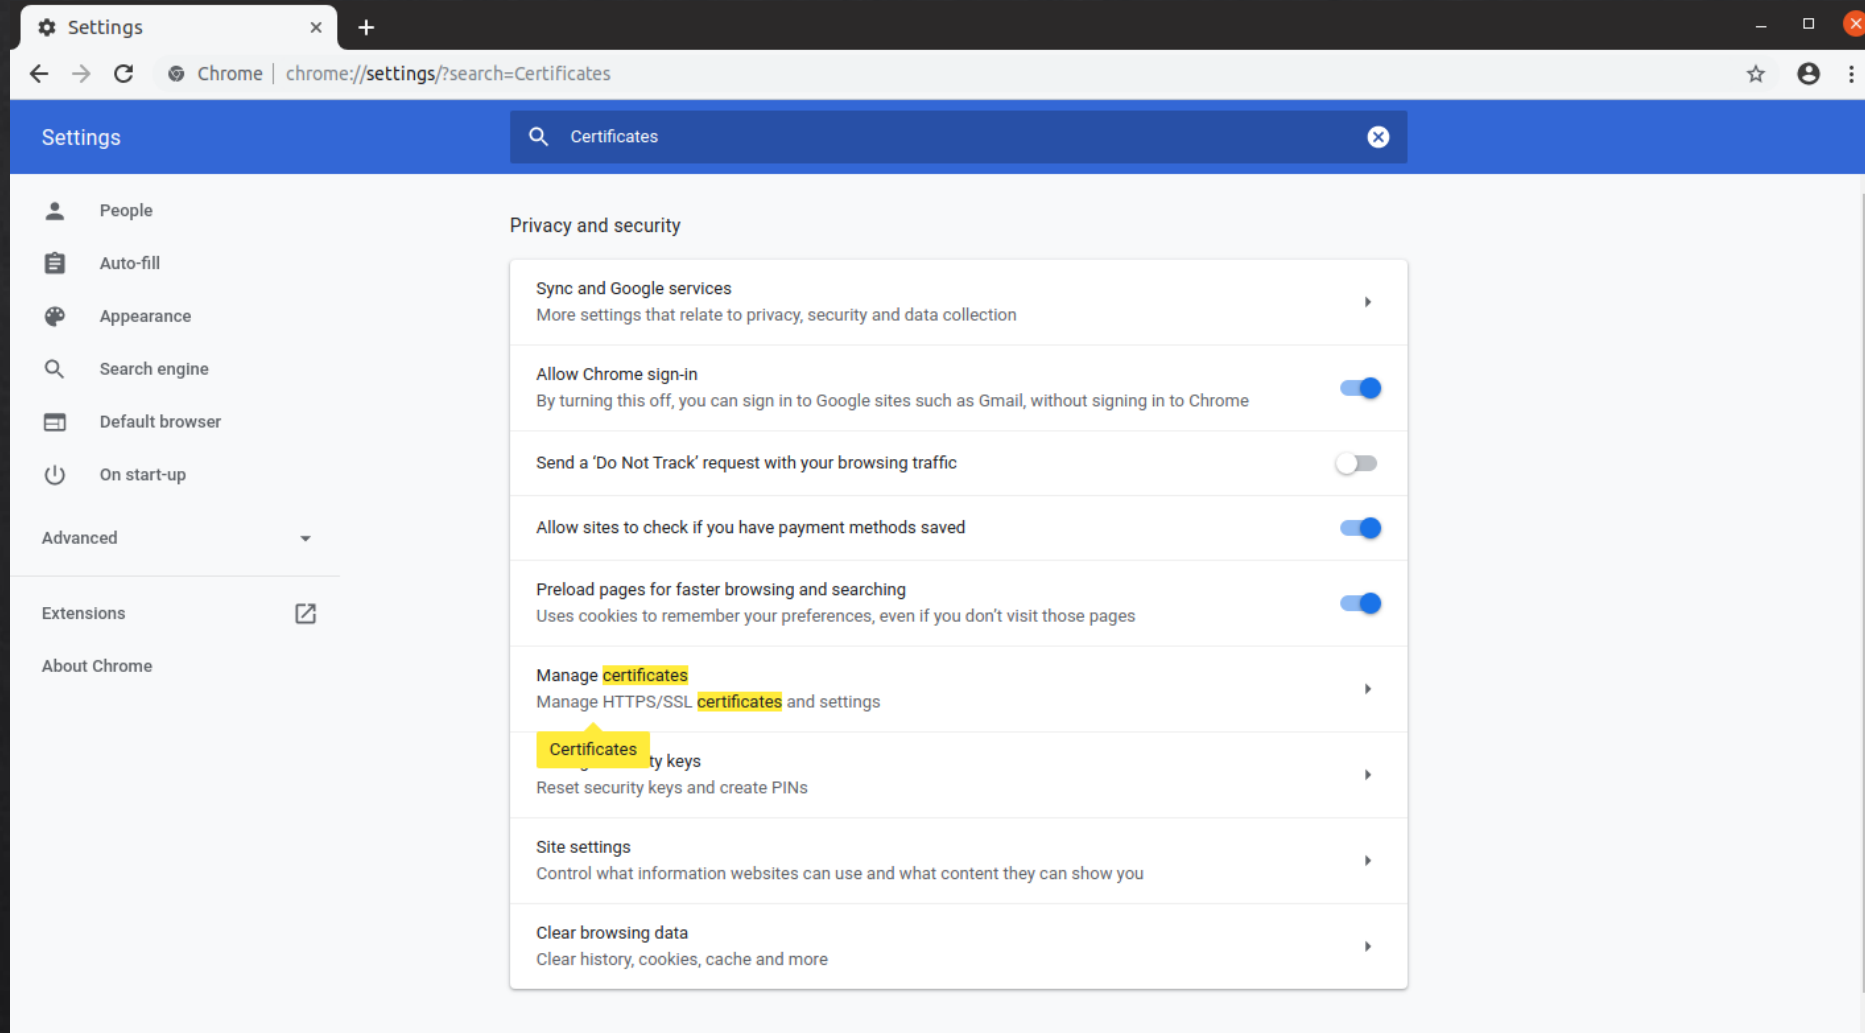 Settings
Chrome chrome://settings/?search=Certificates
Settings
Certificates
People
Auto-fill
Appearance
Search engine
Default browser
On start-up
Advanced
Extensions
About Chrome
Privacy and security
Sync and Google services
More settings that relate to privacy, security and data collection
Allow Chrome sign-in
By turning this off, you can sign in to Google sites such as Gmail, without signing in to Chrome
Send a ‘Do Not Track’ request with your browsing traffic
Allow sites to check if you have payment methods saved
Preload pages for faster browsing and searching
Uses cookies to remember your preferences, even if you don’t visit those pages
Manage certificates
Manage HTTPS/SSL certificates and settings
Certificates
keys
Reset security keys and create PINs
Site settings
Control what information websites can use and what content they can show you
Clear browsing data
Clear history, cookies, cache and more